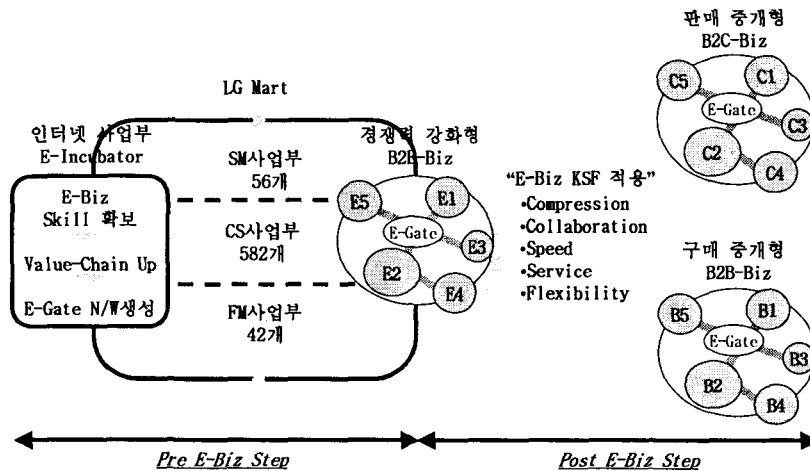 LG Mart
인터넷 사업부
E-Incubator
E-Biz
Skill 확보
Value-Chain Up
E-Gate N/W생성
SM사업부
56개
CS사업부
582개
FM사업부
42개
경쟁력 강화형
B2B-Biz
E5
E1
E-Gate
E3
E2
E4
“E-Biz KSF 적용”
•Compression
•Collaboration
•Speed
•Service
•Flexibility
판매 중개형
B2C-Biz
C5
C1
E-Gate
C3
C2
C4
구매 중개형
B2B-Biz
B5
B1
E-Gate
B3
B2
B4
Pre E-Biz Step
Post E-Biz Step